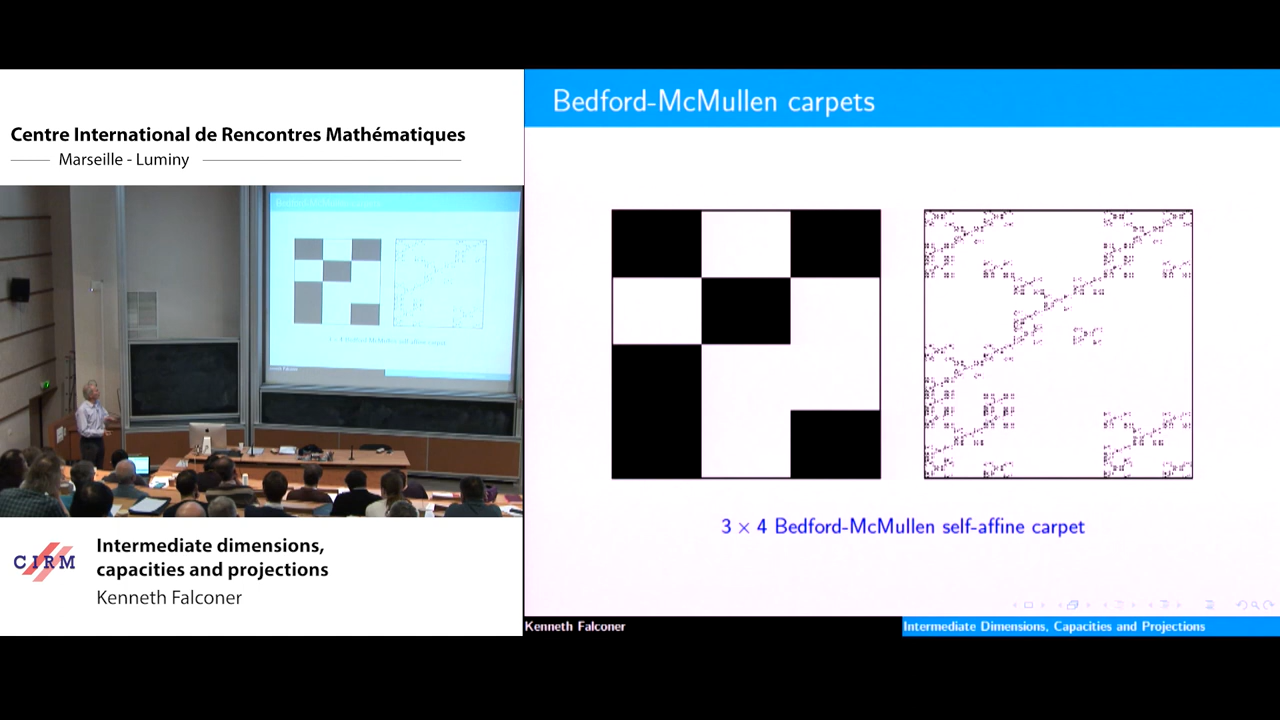 Centre International de Rencontres Mathématiques
Marseille - Luminy
CIRM
Intermediate dimensions,
capacities and projections
Kenneth Falconer
Bedford-McMullen carpets
3 × 4 Bedford-McMullen self-affine carpet
Kenneth Falconer
Intermediate Dimensions, Capacities and Projections